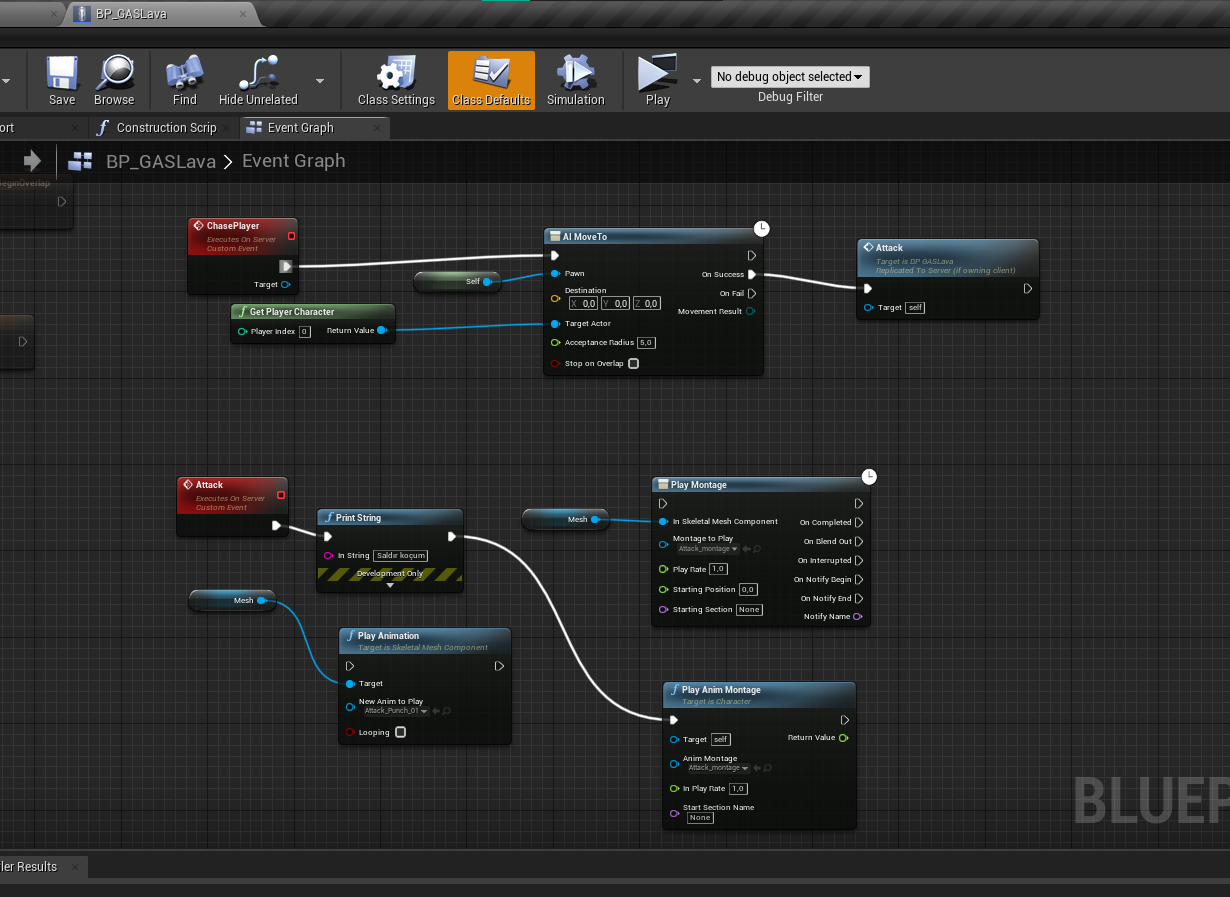 BP_GASLava
Save
Browse
Find
Hide Unrelated
Class Settings
Class Defaults
Simulation
Play
No debug object selected
Debug Filter
ort
Construction Scrip
Event Graph
BP_GASLava > Event Graph
BeginOverlap
ChasePlayer
Executes On Server
Custom Event
Target
Self
Get Player Character
Player Index 0
Return Value
AI MoveTo
Pawn
On Success
Destination
X 0,0 Y 0,0 Z 0,0
On Fail
Movement Result
Target Actor
Acceptance Radius 5,0
Stop on Overlap
Attack
Target is BP GASLava
Replicated To Server (if owning client)
Target self
Attack
Executes On Server
Custom Event
Print String
In String Saldır koçum
Development Only
Mesh
Play Animation
Target is Skeletal Mesh Component
Target
New Anim to Play
Attack_Punch_01
Looping
Mesh
Play Montage
In Skeletal Mesh Component
On Completed
Montage to Play
Attack_montage
On Blend Out
On Interrupted
Play Rate 1,0
On Notify Begin
Starting Position 0,0
On Notify End
Starting Section None
Notify Name
Play Anim Montage
Target is Character
Target self
Return Value
Anim Montage
Attack_montage
In Play Rate 1,0
Start Section Name
None
BLUEP
ler Results